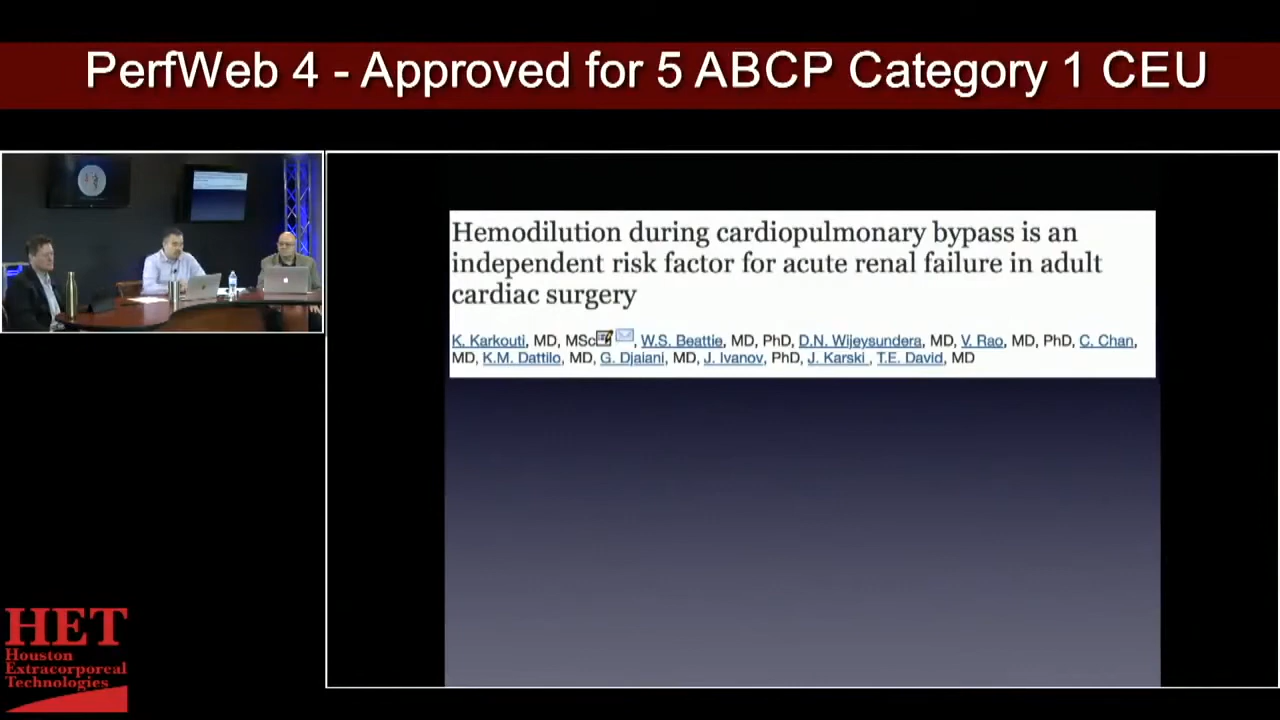 PerfWeb 4 - Approved for 5 ABCP Category 1 CEU
Hemodilution during cardiopulmonary bypass is an
independent risk factor for acute renal failure in adult
cardiac surgery
K. Karkouti, MD, MSc, W.S. Beattie, MD, PhD, D.N. Wijeysundera, MD, V. Rao, MD, PhD, C. Chan,
MD, K.M. Dattilo, MD, G. Djaiani, MD, J. Ivanov, PhD, J. Karski , T.E. David, MD
HET
Houston
Extracorporeal
Technologies